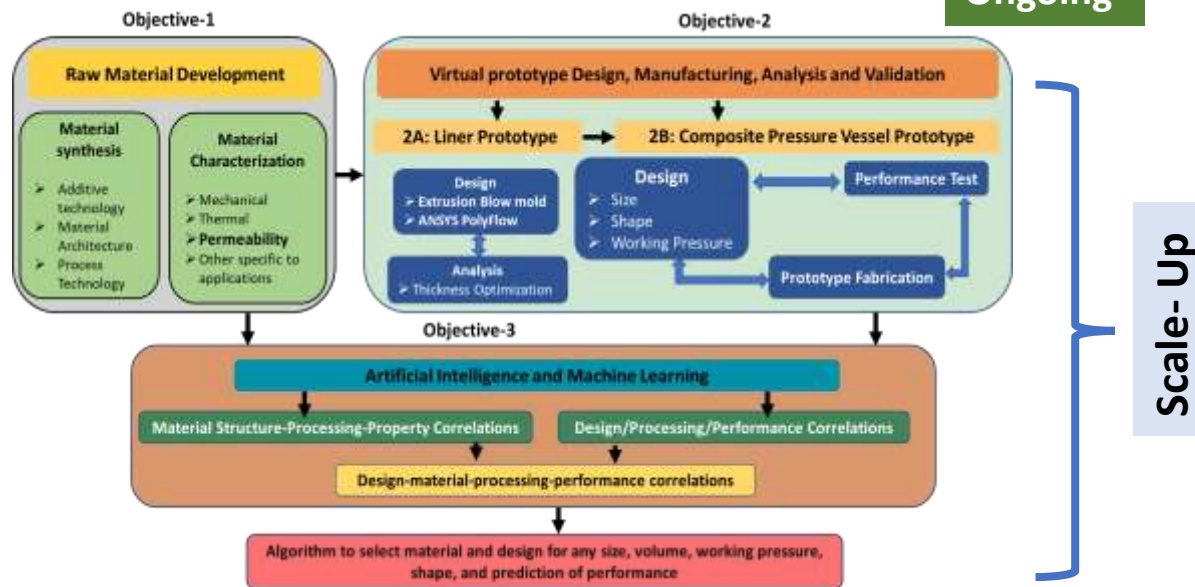 Ongoing
Objective-1
Objective-2
Raw Material Development
Material
synthesis
➢ Additive
technology
➢ Material
Architecture
➢ Process
Technology
Material
Characterization
➢ Mechanical
➢ Thermal
➢ Permeability
➢ Other specific to
applications
Virtual prototype Design, Manufacturing, Analysis and Validation
2A: Liner Prototype
2B: Composite Pressure Vessel Prototype
Design
➢ Extrusion Blow mold
➢ ANSYS PolyFlow
Analysis
➢ Thickness Optimization
Design
➢ Size
➢ Shape
➢ Working Pressure
Performance Test
Prototype Fabrication
Objective-3
Artificial Intelligence and Machine Learning
Material Structure-Processing-Property Correlations
Design/Processing/Performance Correlations
Design-material-processing-performance correlations
Algorithm to select material and design for any size, volume, working pressure,
shape, and prediction of performance
Scale- Up